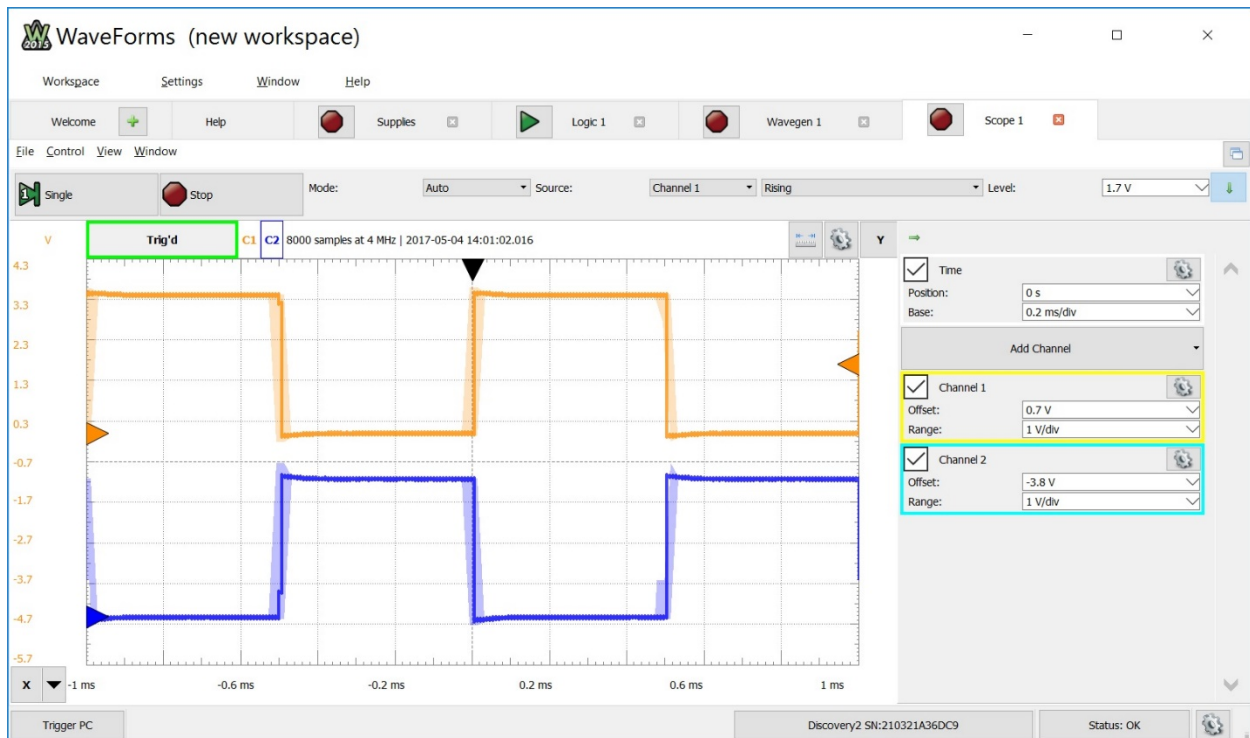 W 2015 WaveForms (new workspace)
Workspace Settings Window Help
Welcome Help Supplies Logic 1 Wavegen 1 Scope 1
File Control View Window
1 Single Stop Mode: Auto Source: Channel 1 Rising Level: 1.7 V
V Trig'd C1 C2 8000 samples at 4 MHz | 2017-05-04 14:01:02.016 Y
4.3
3.3
2.3
1.3
0.3
-0.7
-1.7
-2.7
-3.7
-4.7
-5.7
X -1 ms -0.6 ms -0.2 ms 0.2 ms 0.6 ms 1 ms
Time
Position: 0 s
Base: 0.2 ms/div
Add Channel
Channel 1
Offset: 0.7 V
Range: 1 V/div
Channel 2
Offset: -3.8 V
Range: 1 V/div
Trigger PC Discovery2 SN:210321A36DC9 Status: OK